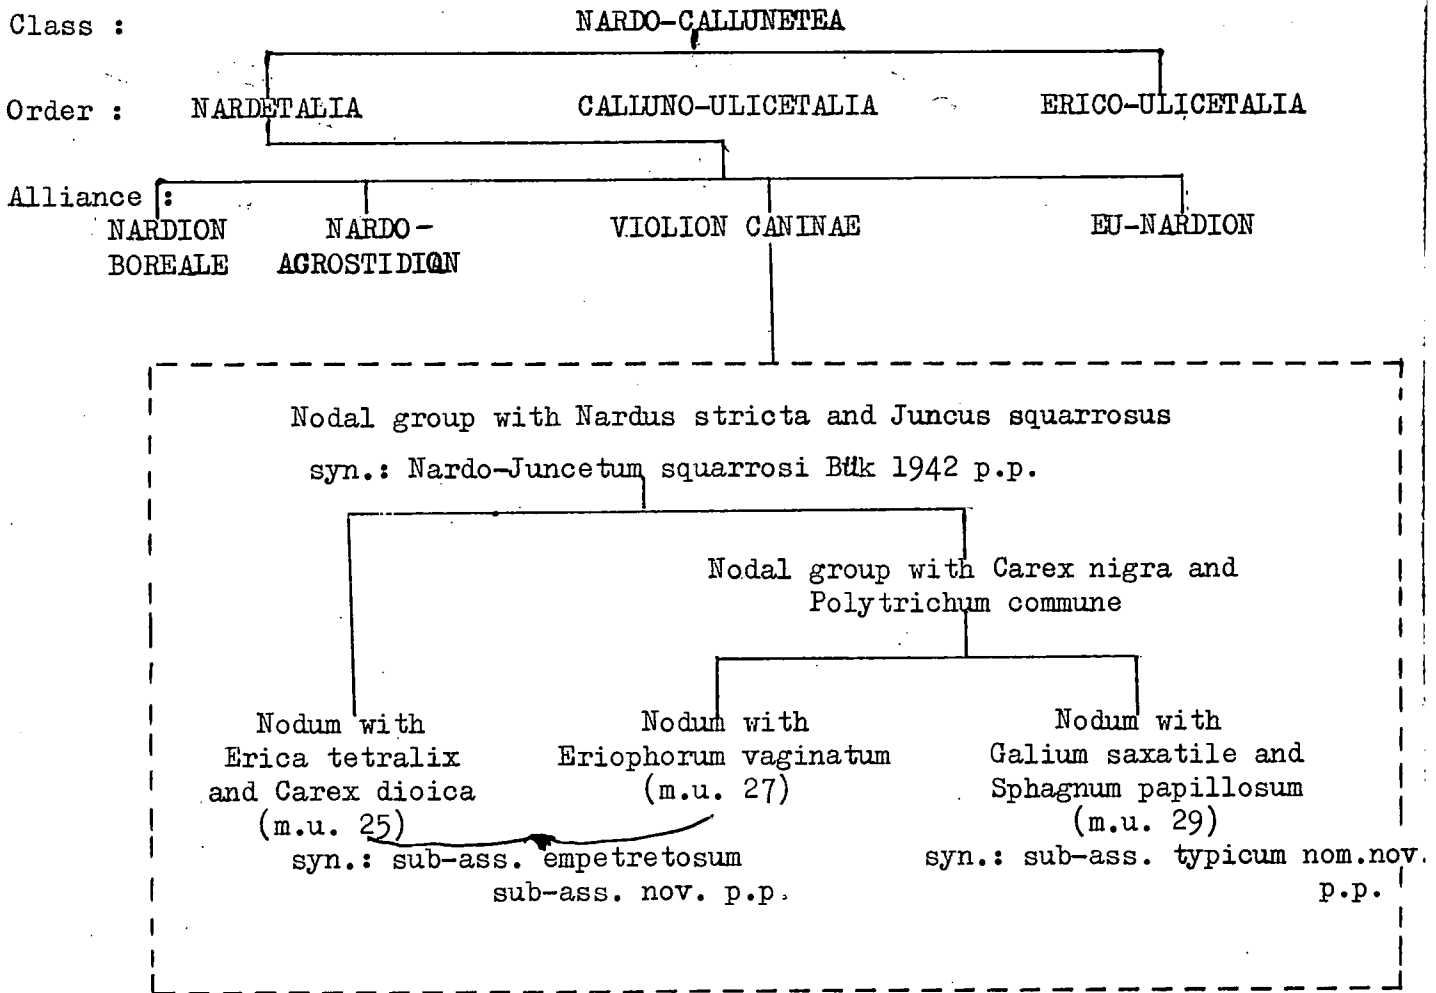 Class : NARDO-CALLUNETEA
Order : NARDETALIA CALLUNO-ULICETALIA ERICO-ULICETALIA
Alliance :
NARDION BOREALE
NARDO-AGROSTIDION
VIOLION CANINAE
EU-NARDION
Nodal group with Nardus stricta and Juncus squarrosus
syn.: Nardo-Juncetum squarrosi Bük 1942 p.p.
Nodal group with Carex nigra and
Polytrichum commune
Nodum with
Erica tetralix
and Carex dioica
(m.u. 25)
Nodum with
Eriophorum vaginatum
(m.u. 27)
Nodum with
Galium saxatile and
Sphagnum papillosum
(m.u. 29)
syn.: sub-ass. empetretosum
sub-ass. nov. p.p.
syn.: sub-ass. typicum nom.nov.
p.p.